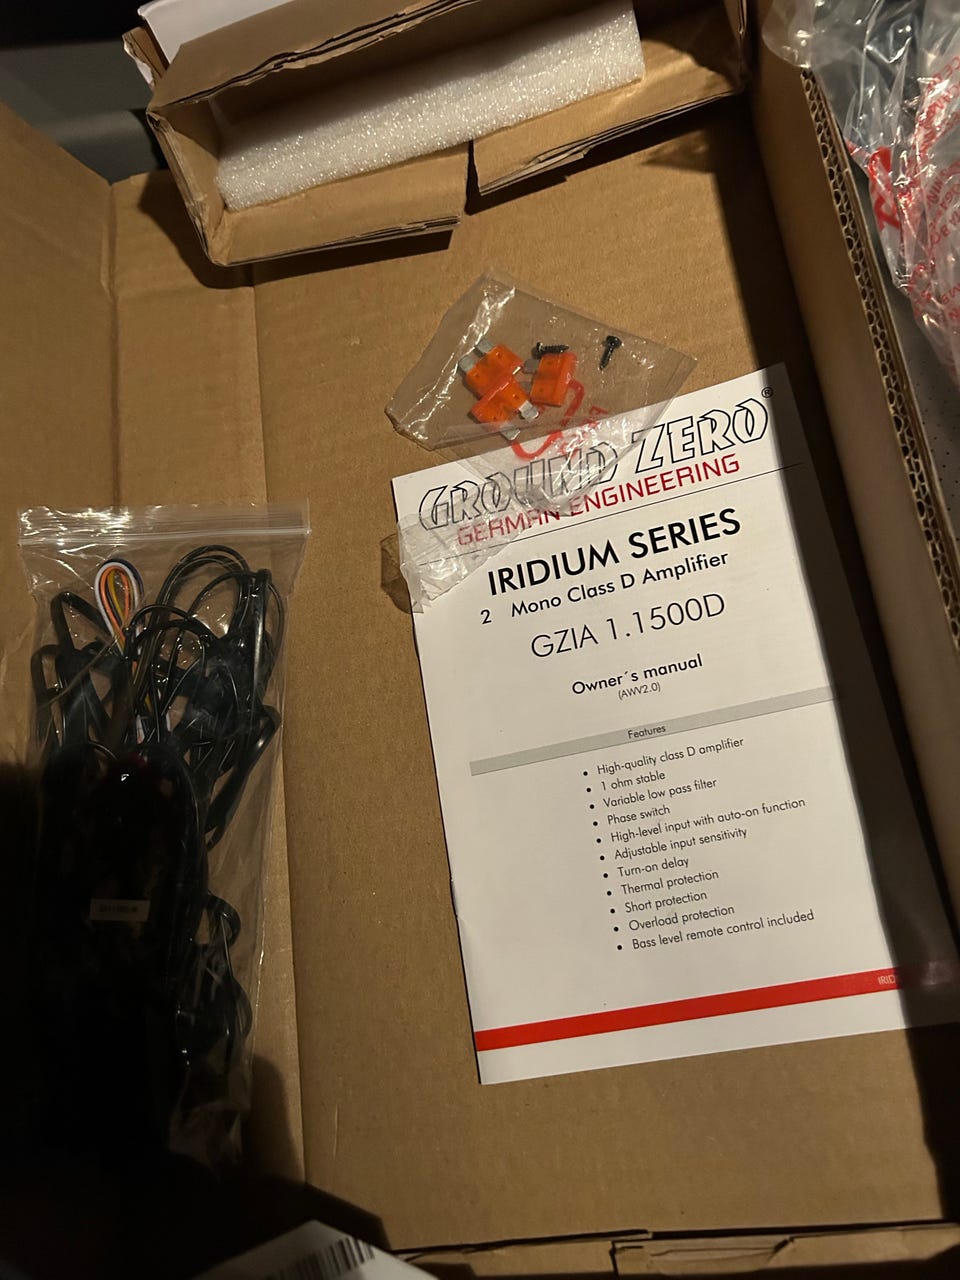 GROUND ZERO®
GERMAN ENGINEERING
IRIDIUM SERIES
2 Mono Class D Amplifier
GZIA 1.1500D
Owner´s manual
(AWV2.0)
Features
• High-quality class D amplifier
• 1 ohm stable
• Variable low pass filter
• Phase switch
• High-level input with auto-on function
• Adjustable input sensitivity
• Turn-on delay
• Thermal protection
• Short protection
• Overload protection
• Bass level remote control included
IRID